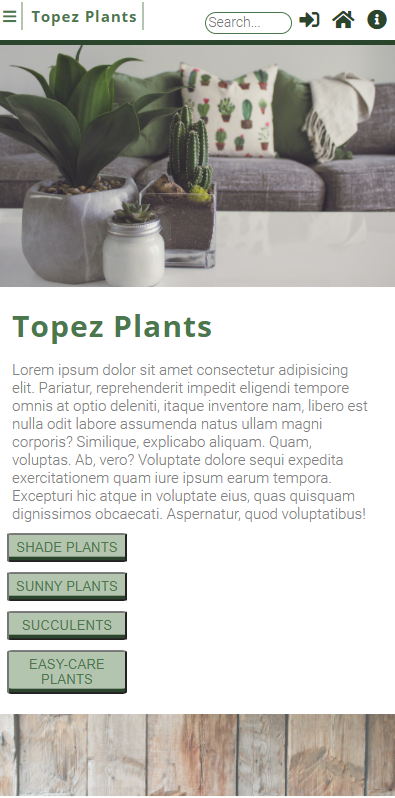 Topez Plants
Search...
Topez Plants
Lorem ipsum dolor sit amet consectetur adipisicing
elit. Pariatur, reprehenderit impedit eligendi tempore
omnis at optio deleniti, itaque inventore nam, libero est
nulla odit labore assumenda natus ullam magni
corporis? Similique, explicabo aliquam. Quam,
voluptas. Ab, vero? Voluptate dolore sequi expedita
exercitationem quam iure ipsum earum tempora.
Excepturi hic atque in voluptate eius, quas quisquam
dignissimos obcaecati. Aspernatur, quod voluptatibus!
SHADE PLANTS
SUNNY PLANTS
SUCCULENTS
EASY-CARE
PLANTS